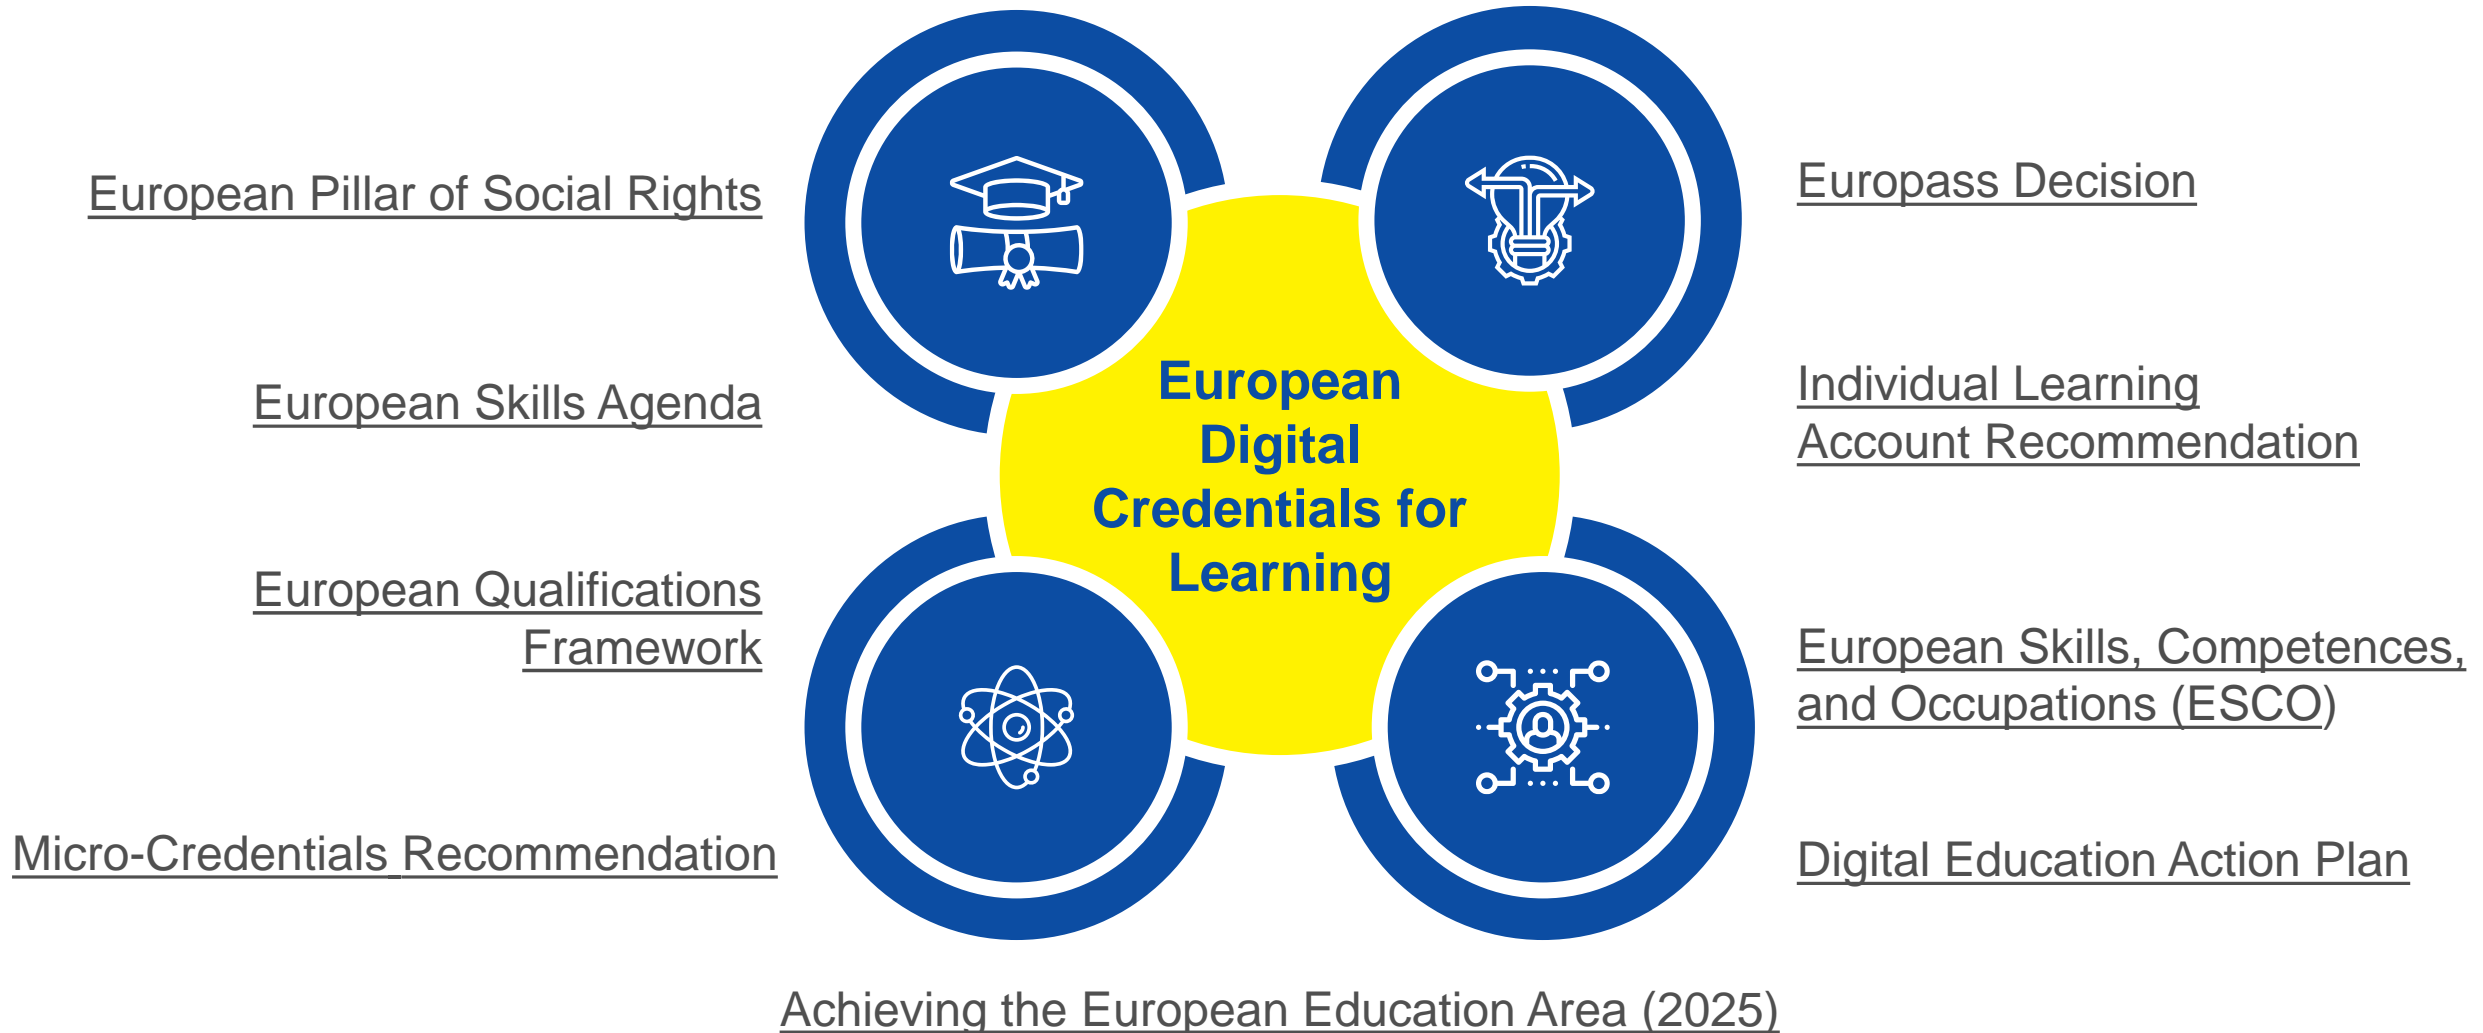 European Pillar of Social Rights
European Skills Agenda
European Qualifications
Framework
Micro-Credentials Recommendation
European
Digital
Credentials for
Learning
Europass Decision
Individual Learning
Account Recommendation
European Skills, Competences,
and Occupations (ESCO)
Digital Education Action Plan
Achieving the European Education Area (2025)